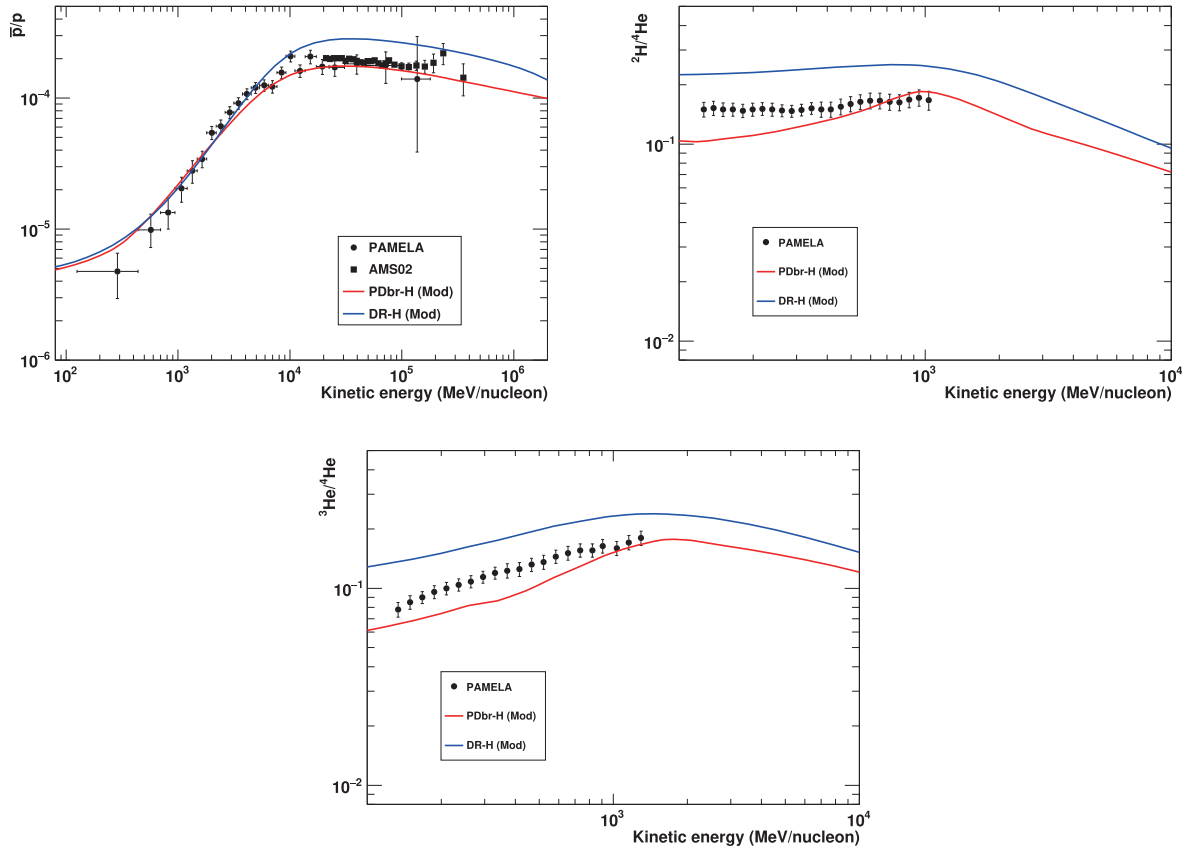 p̅/p
10⁻⁴
10⁻⁵
10⁻⁶
PAMELA
AMS02
PDbr-H (Mod)
DR-H (Mod)
10² 10³ 10⁴ 10⁵ 10⁶
Kinetic energy (MeV/nucleon)
²H/⁴He
10⁻¹
10⁻²
PAMELA
PDbr-H (Mod)
DR-H (Mod)
10³ 10⁴
Kinetic energy (MeV/nucleon)
³He/⁴He
10⁻¹
10⁻²
PAMELA
PDbr-H (Mod)
DR-H (Mod)
10³ 10⁴
Kinetic energy (MeV/nucleon)